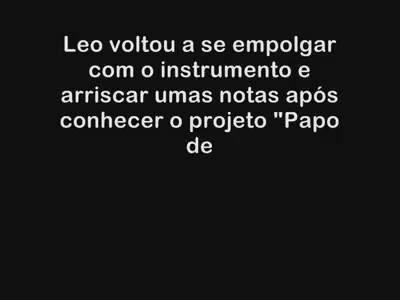 Leo voltou a se empolgar
com o instrumento e
arriscar umas notas após
conhecer o projeto "Papo
de